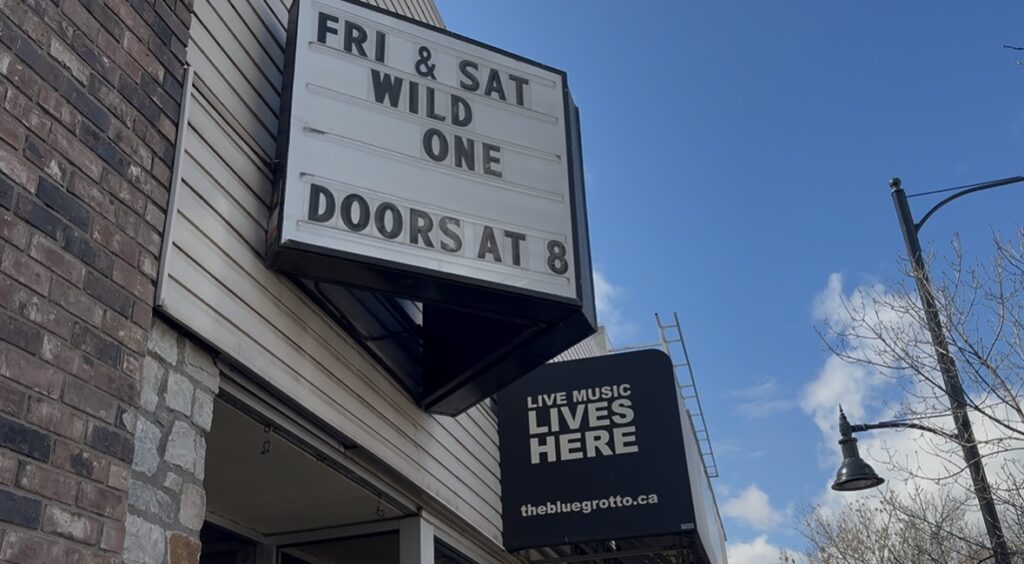 FRI & SAT
WILD
ONE
DOORS AT 8
LIVE MUSIC
LIVES
HERE
thebluegrotto.ca